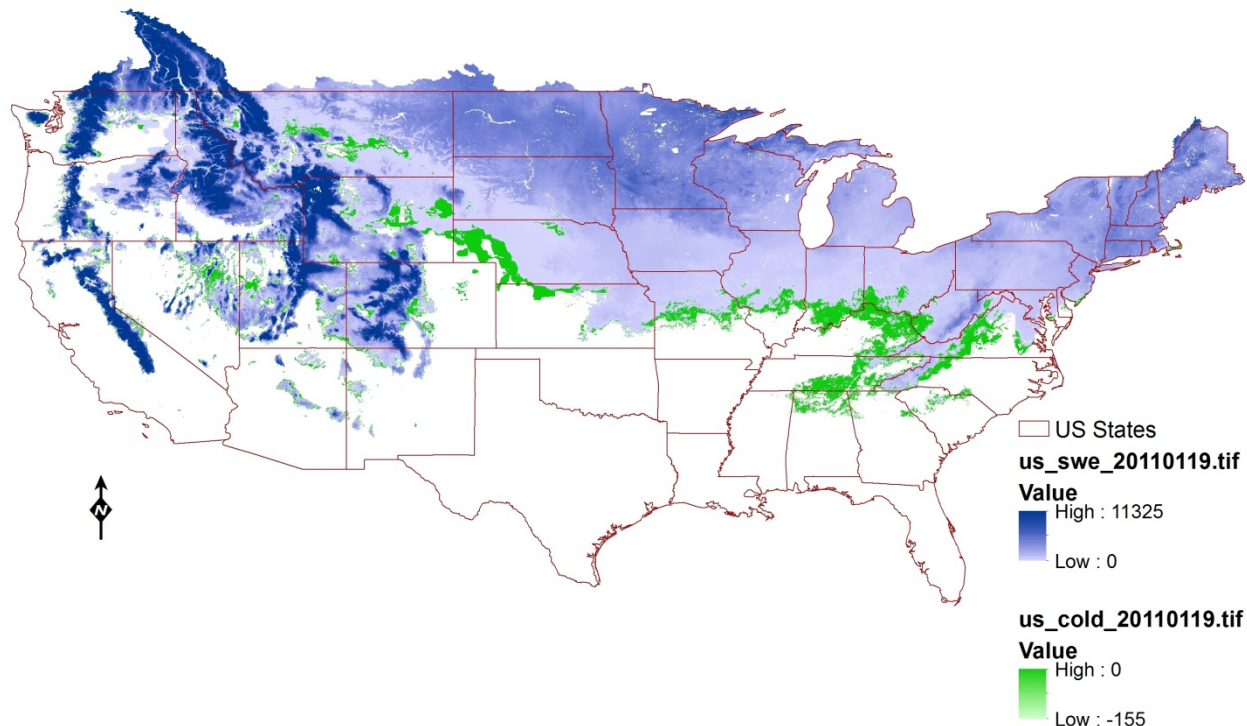 N
US States
us_swe_20110119.tif
Value
High : 11325
Low : 0
us_cold_20110119.tif
Value
High : 0
Low : -155